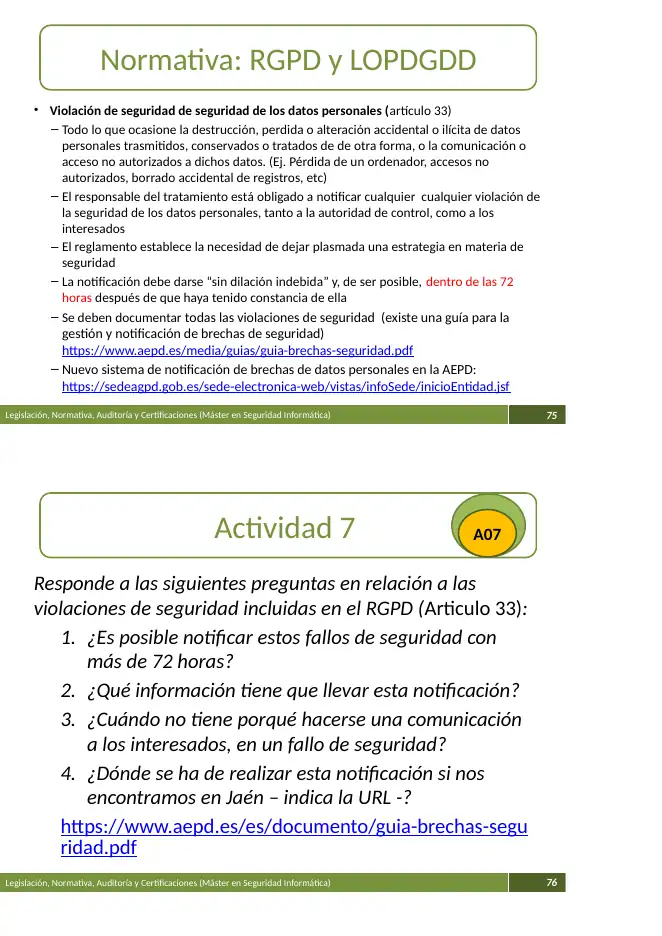 Normativa: RGPD y LOPDGDD
• Violación de seguridad de seguridad de los datos personales (artículo 33)
– Todo lo que ocasione la destrucción, perdida o alteración accidental o ilícita de datos
personales trasmitidos, conservados o tratados de de otra forma, o la comunicación o
acceso no autorizados a dichos datos. (Ej. Pérdida de un ordenador, accesos no
autorizados, borrado accidental de registros, etc)
– El responsable del tratamiento está obligado a notificar cualquier cualquier violación de
la seguridad de los datos personales, tanto a la autoridad de control, como a los
interesados
– El reglamento establece la necesidad de dejar plasmada una estrategia en materia de
seguridad
– La notificación debe darse “sin dilación indebida” y, de ser posible, dentro de las 72
horas después de que haya tenido constancia de ella
– Se deben documentar todas las violaciones de seguridad (existe una guía para la
gestión y notificación de brechas de seguridad)
https://www.aepd.es/media/guias/guia-brechas-seguridad.pdf
– Nuevo sistema de notificación de brechas de datos personales en la AEPD:
https://sedeagpd.gob.es/sede-electronica-web/vistas/infoSede/inicioEntidad.jsf
Legislación, Normativa, Auditoría y Certificaciones (Máster en Seguridad Informática) 75
Actividad 7 A07
Responde a las siguientes preguntas en relación a las
violaciones de seguridad incluidas en el RGPD (Articulo 33):
1. ¿Es posible notificar estos fallos de seguridad con
más de 72 horas?
2. ¿Qué información tiene que llevar esta notificación?
3. ¿Cuándo no tiene porqué hacerse una comunicación
a los interesados, en un fallo de seguridad?
4. ¿Dónde se ha de realizar esta notificación si nos
encontramos en Jaén – indica la URL -?
https://www.aepd.es/es/documento/guia-brechas-segu
ridad.pdf
Legislación, Normativa, Auditoría y Certificaciones (Máster en Seguridad Informática) 76